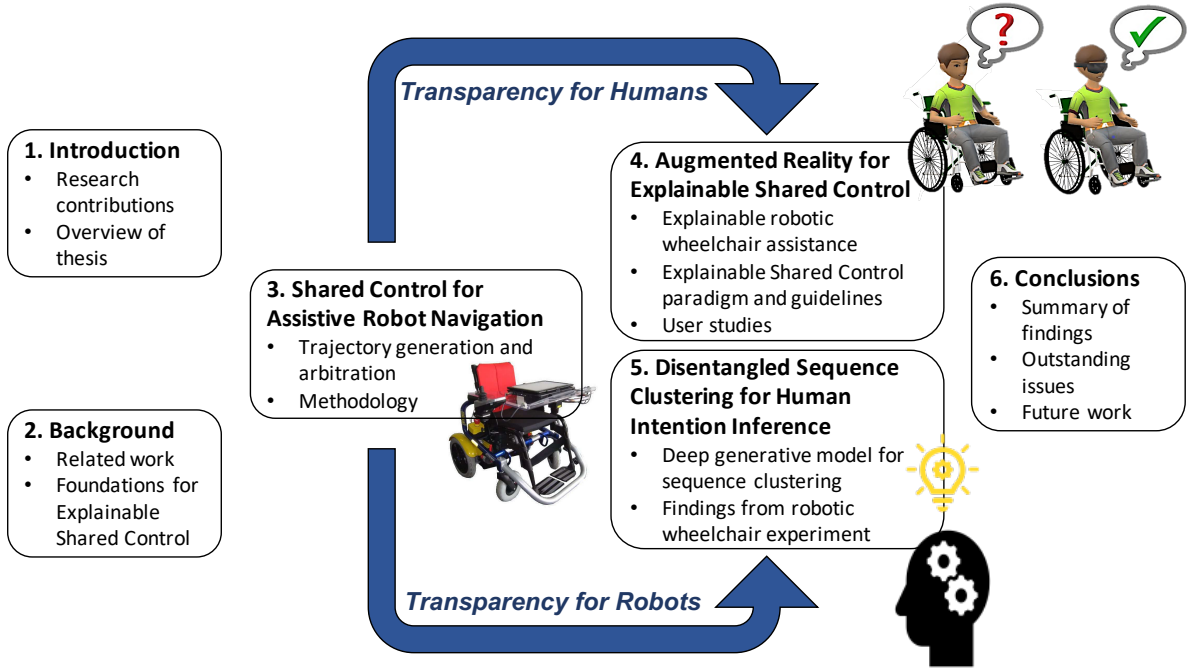 Transparency for Humans
1. Introduction
• Research
contributions
• Overview of
thesis
2. Background
• Related work
• Foundations for
Explainable
Shared Control
3. Shared Control for
Assistive Robot Navigation
• Trajectory generation and
arbitration
• Methodology
4. Augmented Reality for
Explainable Shared Control
• Explainable robotic
wheelchair assistance
• Explainable Shared Control
paradigm and guidelines
• User studies
5. Disentangled Sequence
Clustering for Human
Intention Inference
• Deep generative model for
sequence clustering
• Findings from robotic
wheelchair experiment
6. Conclusions
• Summary of
findings
• Outstanding
issues
• Future work
Transparency for Robots
?